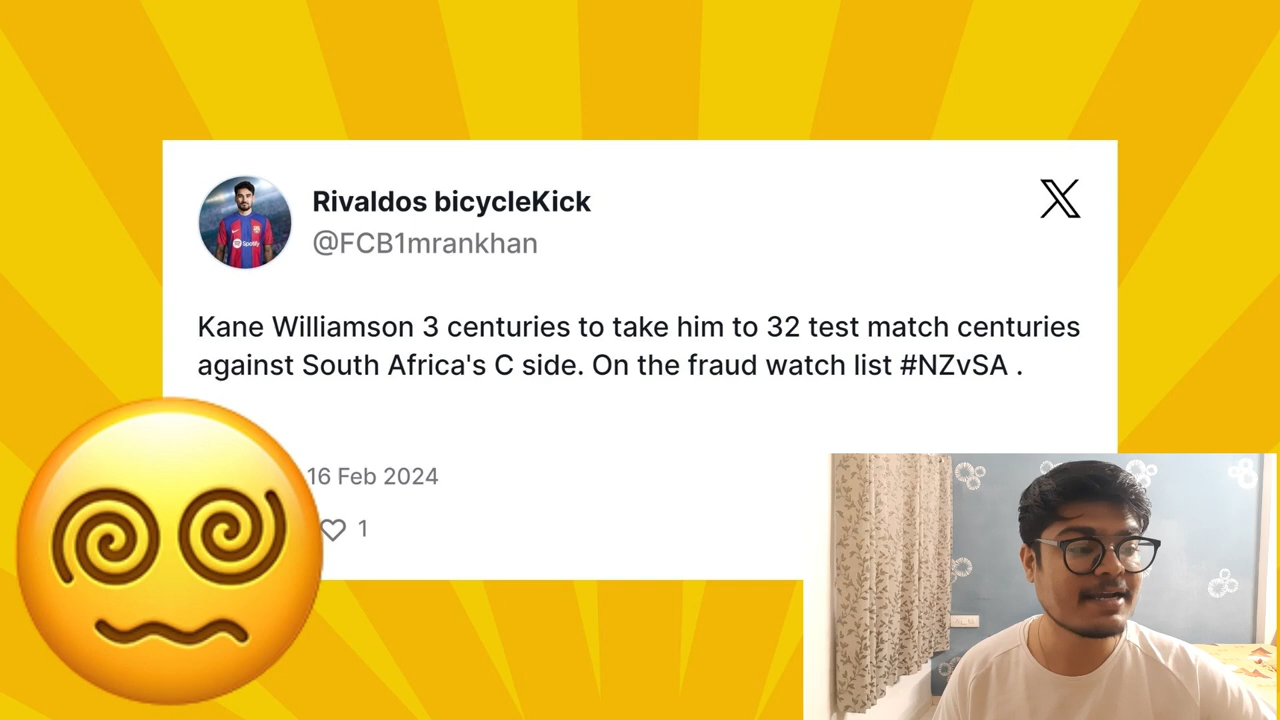 Rivaldos bicycleKick
@FCB1mrankhan
Kane Williamson 3 centuries to take him to 32 test match centuries
against South Africa's C side. On the fraud watch list #NZvSA .
16 Feb 2024
1
Spotify